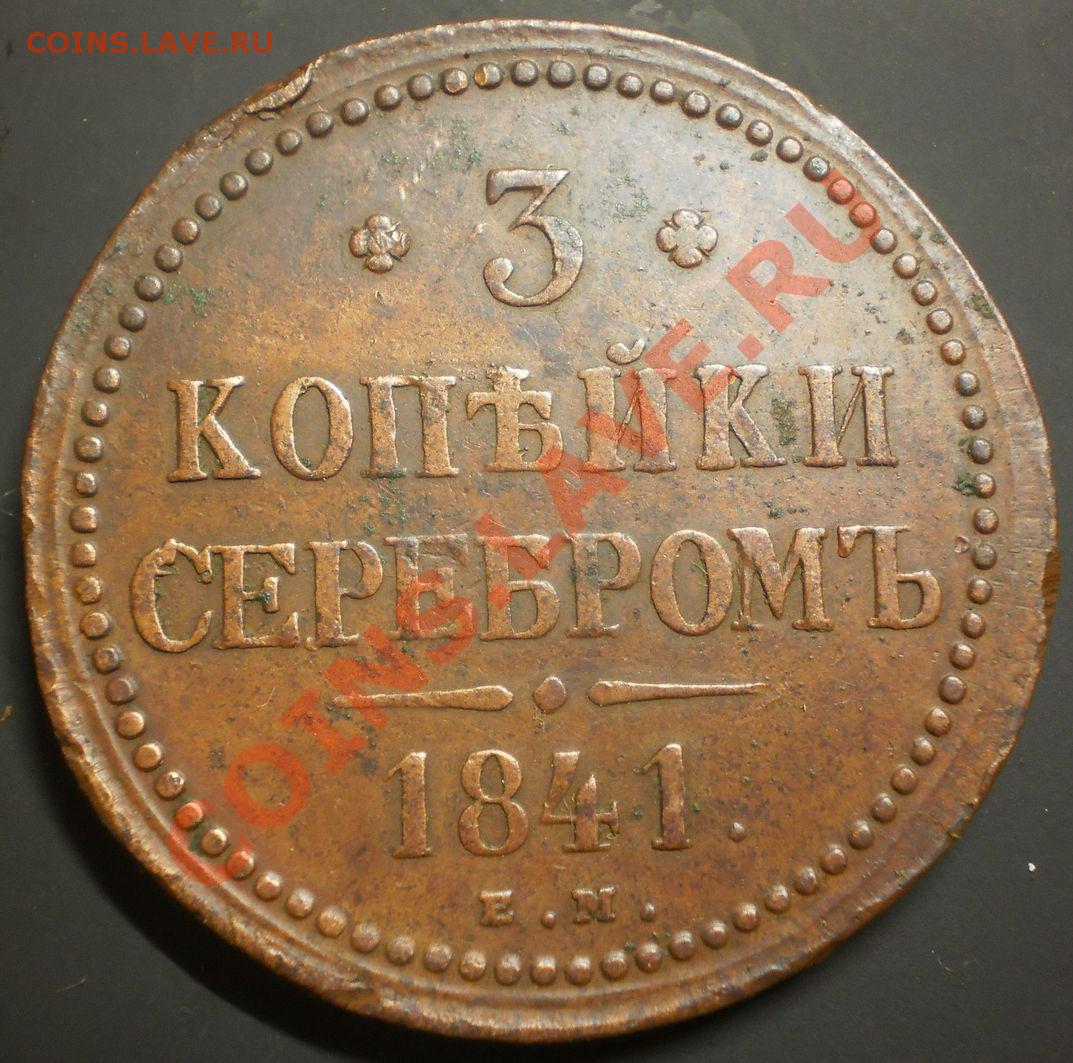 COINS.LAVE.RU
3
КОПѢЙКИ
СЕРЕБРОМЪ
1841.
Е.М.
COINS.LAVE.RU